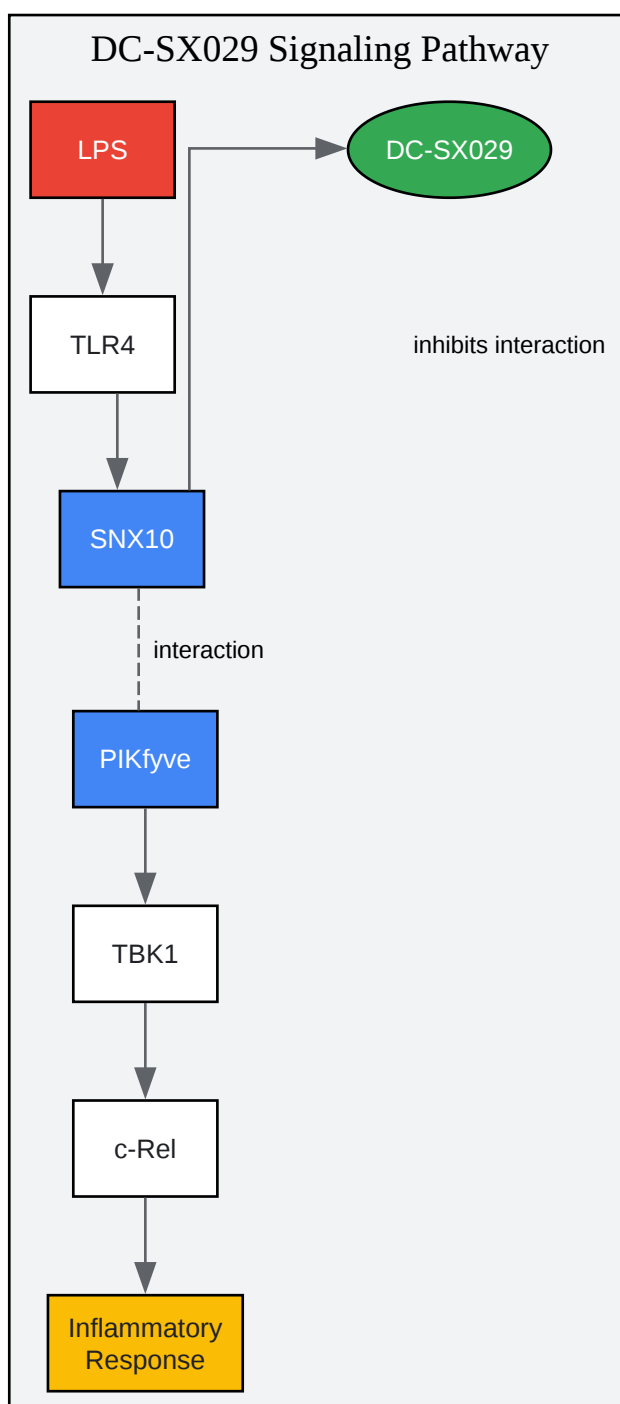 DC-SX029 Signaling Pathway
LPS
DC-SX029
TLR4
inhibits interaction
SNX10
interaction
PIKfyve
TBK1
c-Rel
Inflammatory
Response